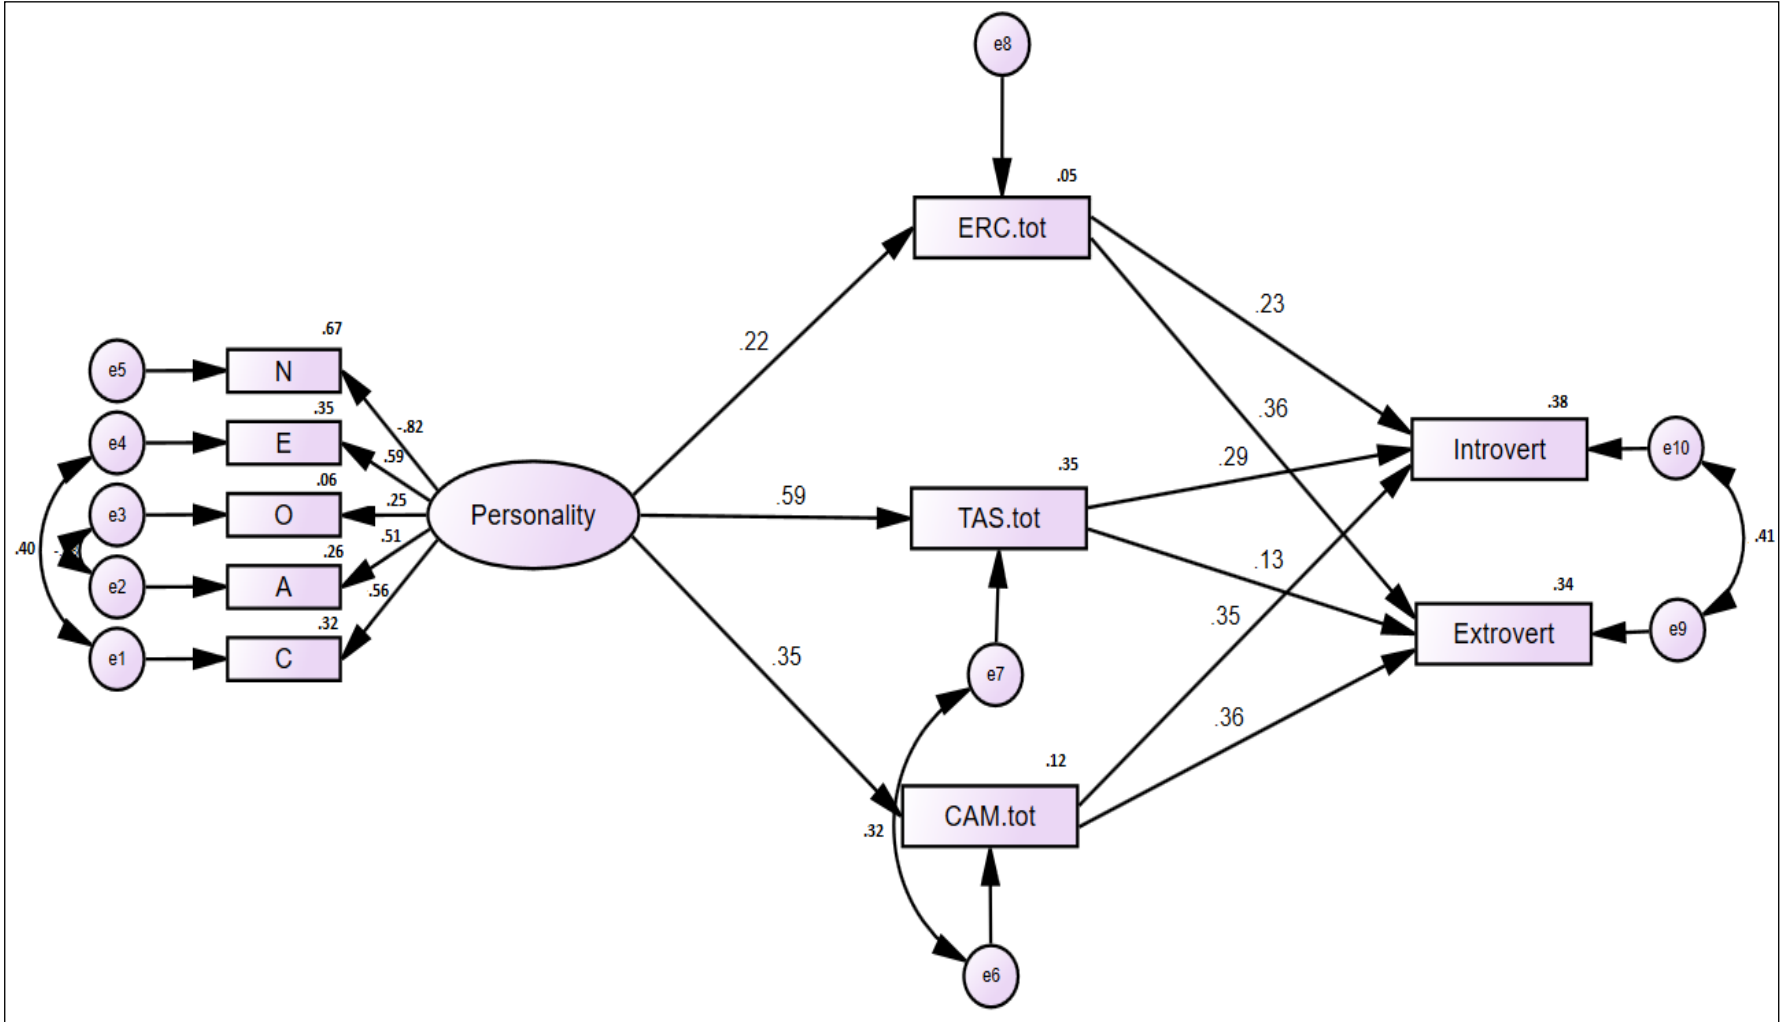 e8
.05
ERC.tot
.22
.23
.36
.67
e5
N
-.82
.35
e4
E
.59
.06
e3
O
.25
.51
.26
e2
A
.56
.32
e1
C
.40
Personality
.59
.35
TAS.tot
.29
.13
e7
.35
.32
.12
CAM.tot
.35
.36
e6
.38
Introvert
e10
.41
.34
Extrovert
e9